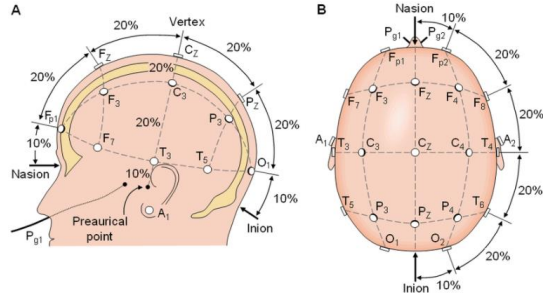 A
Vertex
20%
20%
20%
20%
20%
20%
10%
10%
10%
F_Z
C_Z
P_Z
F_p1
F_3
C_3
P_3
F_7
T_3
T_5
O_1
A_1
Nasion
Preaurical
point
P_g1
Inion
B
Nasion
10%
P_g1
P_g2
20%
F_p1
F_p2
F_7
F_3
F_Z
F_4
F_8
20%
A_1
T_3
C_3
C_Z
C_4
T_4
A_2
20%
T_5
P_3
P_Z
P_4
T_6
O_1
O_2
20%
Inion
10%